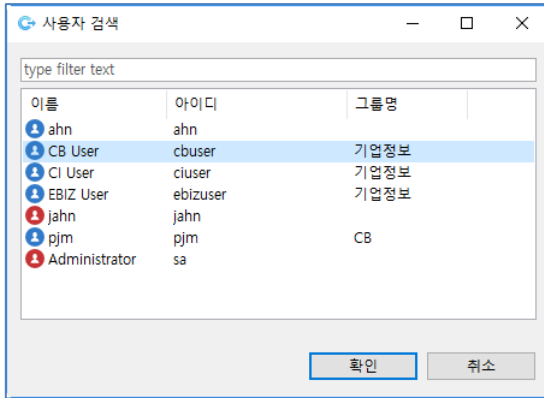 사용자 검색
type filter text
이름 아이디 그룹명
ahn ahn
CB User cbuser 기업정보
CI User ciuser 기업정보
EBIZ User ebizuser 기업정보
jahn jahn
pjm pjm CB
Administrator sa
확인 취소